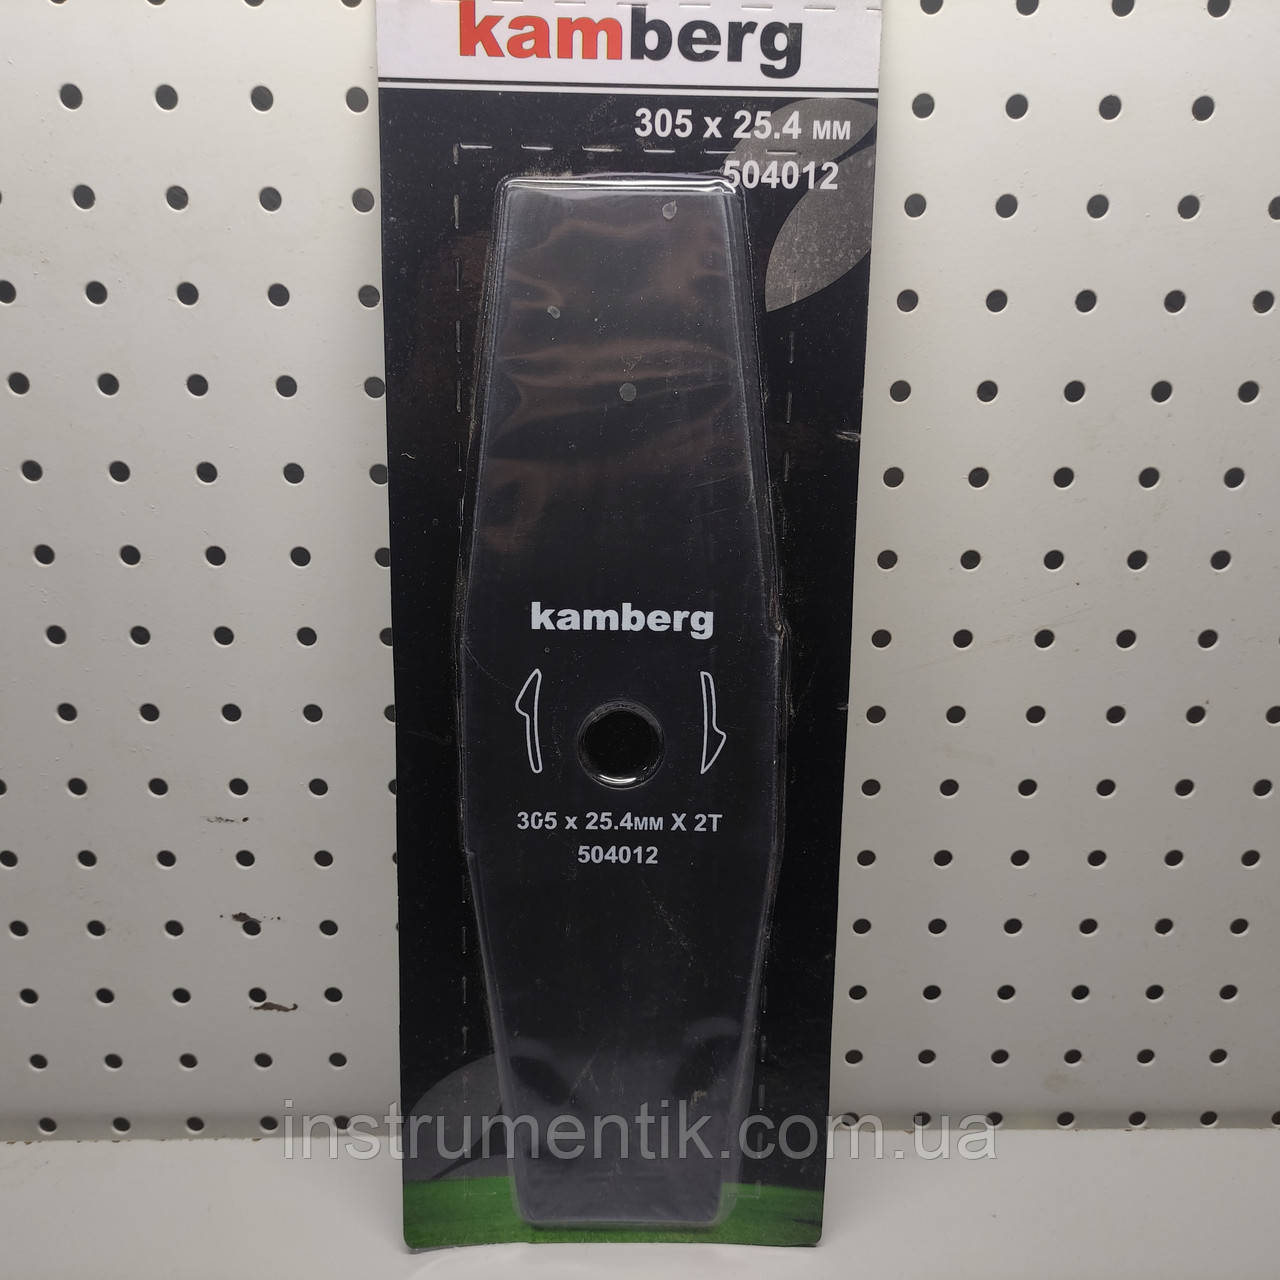 kamberg
305 x 25.4 мм
504012
kamberg
305 x 25.4мм X 2T
504012
instrumentik.com.ua